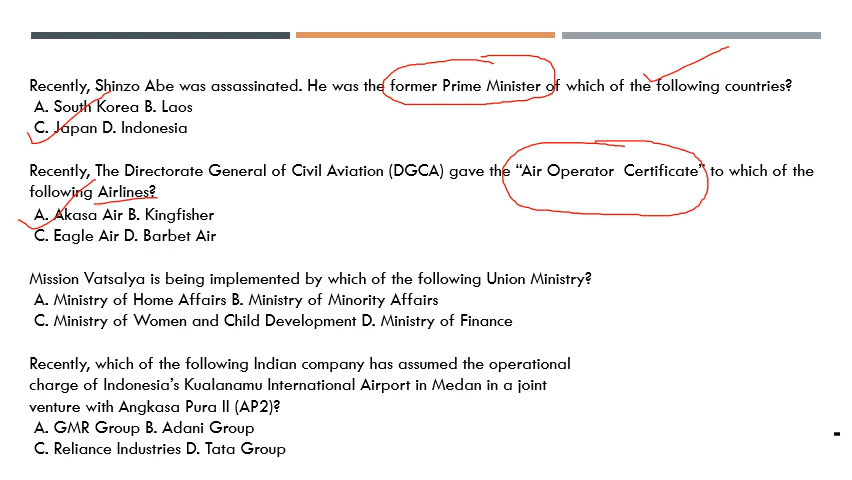 Recently, Shinzo Abe was assassinated. He was the former Prime Minister of which of the following countries?
A. South Korea B. Laos
C. Japan D. Indonesia
Recently, The Directorate General of Civil Aviation (DGCA) gave the “Air Operator Certificate” to which of the
following Airlines?
A. Akasa Air B. Kingfisher
C. Eagle Air D. Barbet Air
Mission Vatsalya is being implemented by which of the following Union Ministry?
A. Ministry of Home Affairs B. Ministry of Minority Affairs
C. Ministry of Women and Child Development D. Ministry of Finance
Recently, which of the following Indian company has assumed the operational
charge of Indonesia’s Kualanamu International Airport in Medan in a joint
venture with Angkasa Pura II (AP2)?
A. GMR Group B. Adani Group
C. Reliance Industries D. Tata Group